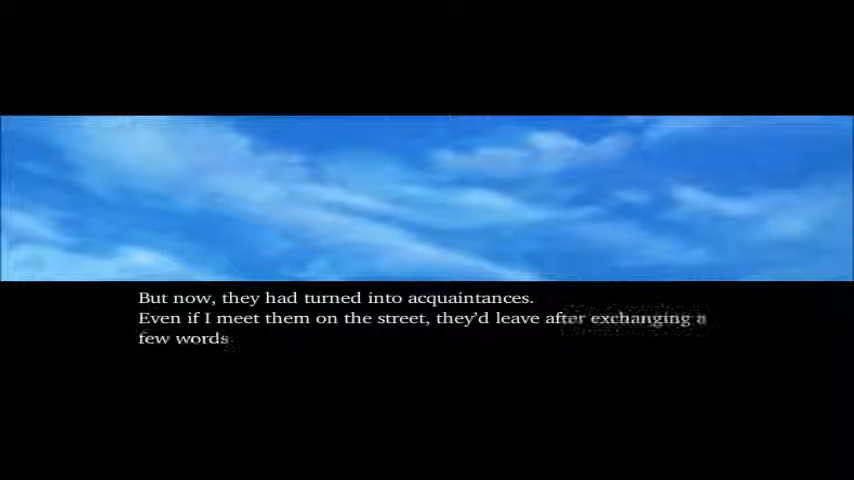 But now, they had turned into acquaintances.
Even if I meet them on the street, they'd leave after exchanging a
few words